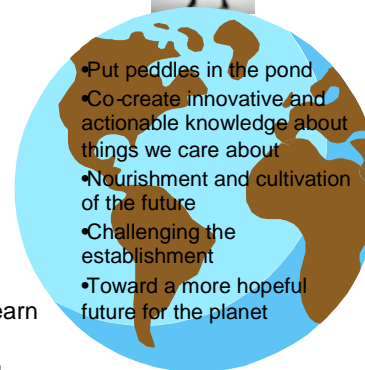 •Put peddles in the pond
•Co-create innovative and
actionable knowledge about
things we care about
•Nourishment and cultivation
of the future
•Challenging the
establishment
•Toward a more hopeful
earn
future for the planet